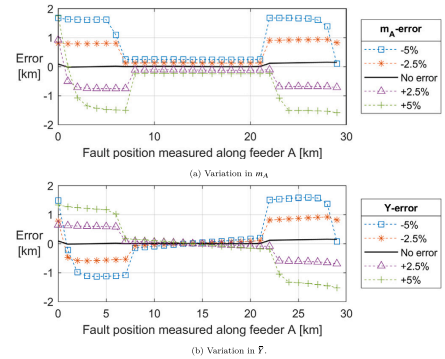 2
1
0
-1
-2
Error
[km]
0 5 10 15 20 25 30
Fault position measured along feeder A [km]
m_A-error
-5%
-2.5%
No error
+2.5%
+5%
(a) Variation in m_A
2
1
0
-1
-2
Error
[km]
0 5 10 15 20 25 30
Fault position measured along feeder A [km]
Y-error
-5%
-2.5%
No error
+2.5%
+5%
(b) Variation in Ȳ.